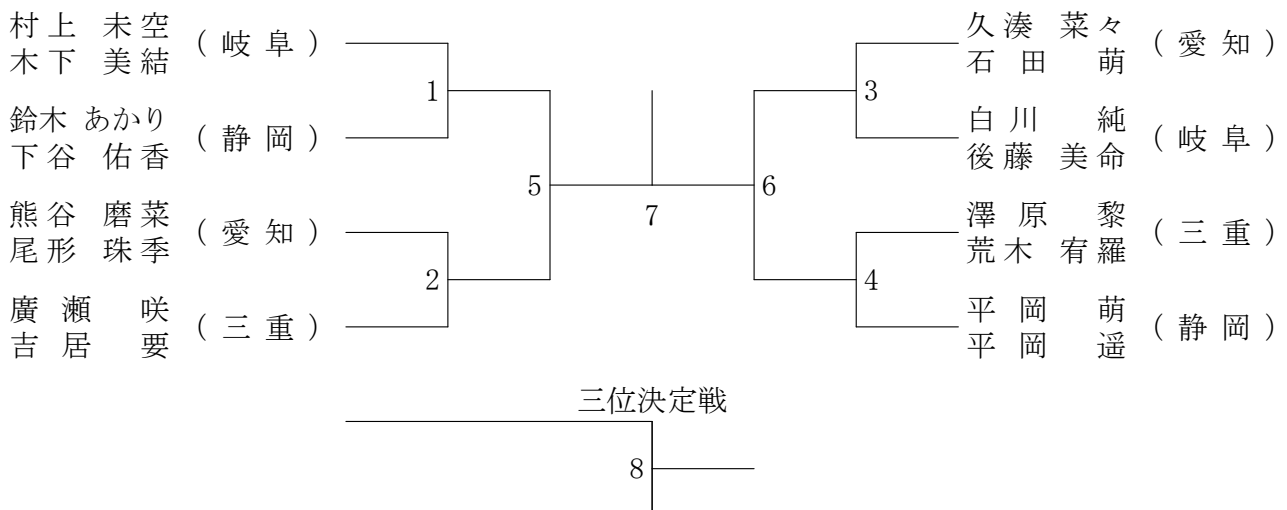 村上 未空
木下 美結 (岐阜)
1
鈴木 あかり
下谷 佑香 (静岡)
5
熊谷 磨菜
尾形 珠季 (愛知)
2
廣瀬 咲
吉居 要 (三重)
7
久湊 菜々
石田 萌 (愛知)
3
白川 純
後藤 美命 (岐阜)
6
澤原 黎
荒木 宥羅 (三重)
4
平岡 萌
平岡 遥 (静岡)
三位決定戦
8